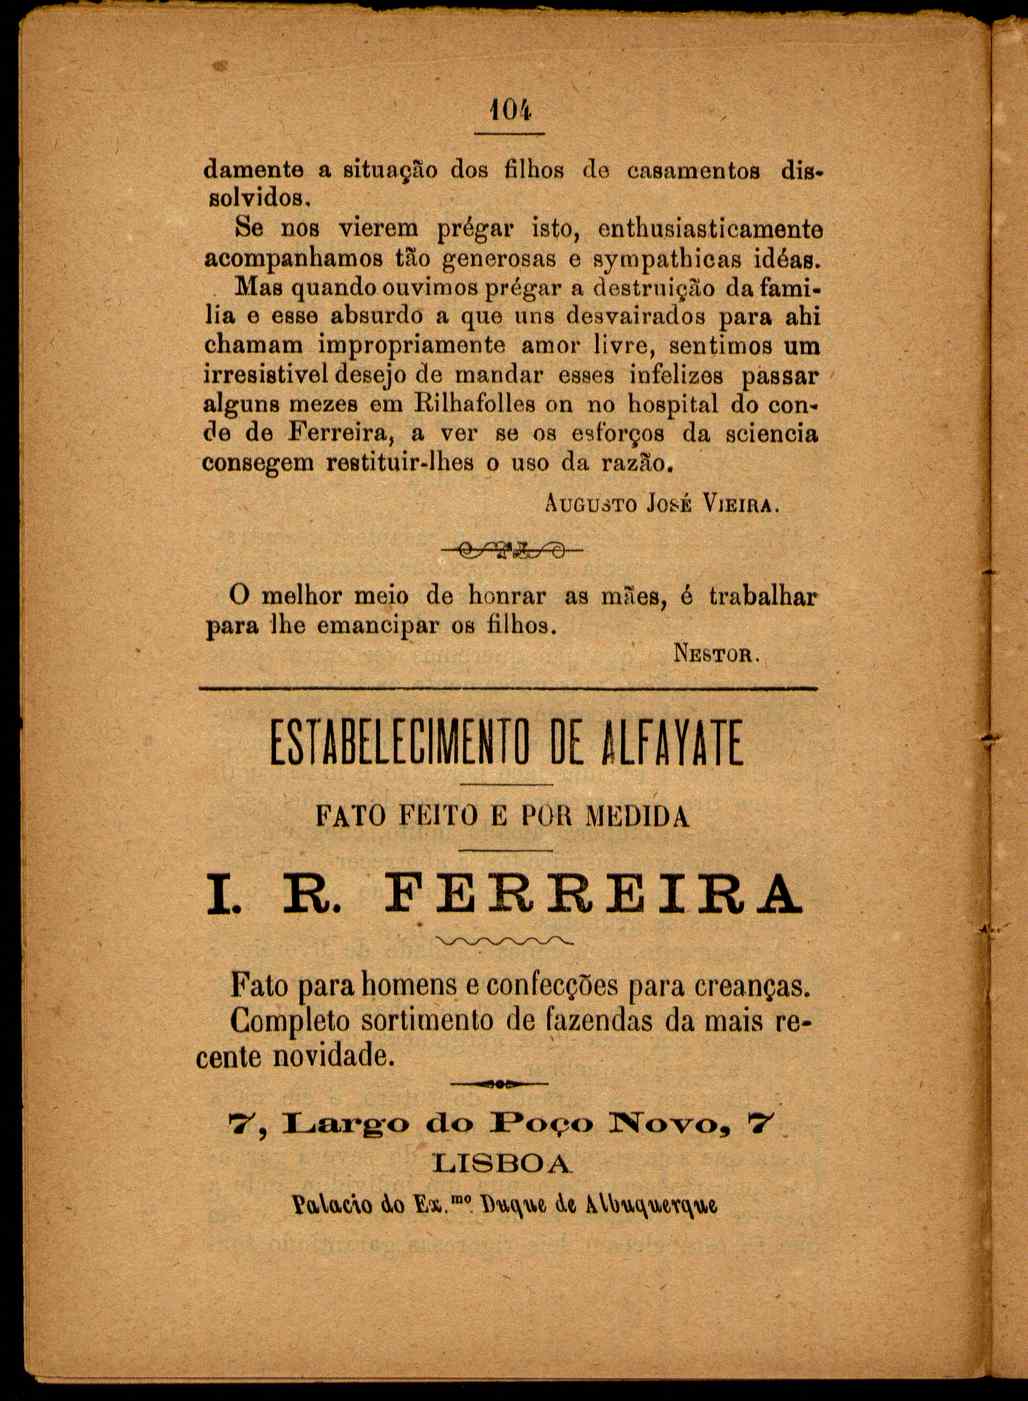 104
damente a situação dos filhos de casamentos dis-
solvidos.
Se nos vierem prégar isto, enthusiasticamente
acompanhamos tão generosas e sympathicas idéas.
Mas quando ouvimos prégar a destruição da fami-
lia e esse absurdo a que uns desvairados para ahi
chamam impropriamente amor livre, sentimos um
irresistivel desejo de mandar esses infelizes passar
alguns mezes em Rilhafolles on no hospital do con-
de de Ferreira, a ver se os esforços da sciencia
consegem restituir-lhes o uso da razão.
AUGUSTO JOSÉ VIEIRA.
O melhor meio de honrar as mães, é trabalhar
para lhe emancipar os filhos.
NESTOR.
ESTABELECIMENTO DE ALFAYATE
FATO FEITO E POR MEDIDA
I. R. FERREIRA
Fato para homens e confecções para creanças.
Completo sortimento de fazendas da mais re-
cente novidade.
7, Largo do Poço Novo, 7
LISBOA
Palacio do Ex.mo Duque de Albuquerque